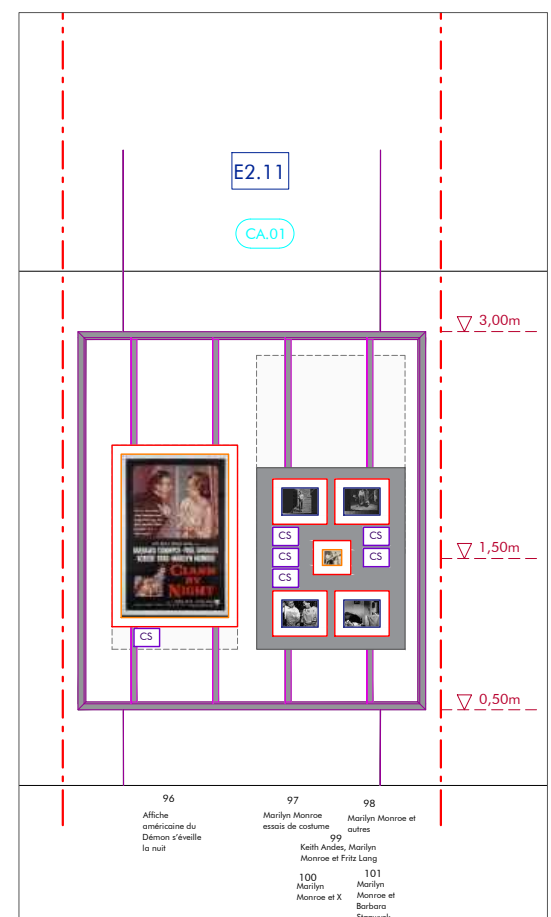 E2.11
CA.01
3,00m
CLASH
BY
NIGHT
CS
CS
CS
CS
CS
1,50m
CS
0,50m
96
Affiche
américaine du
Démon s'éveille
la nuit
97
Marilyn Monroe
essais de costume
98
Marilyn Monroe et
autres
99
Keith Andes, Marilyn
Monroe et Fritz Lang
100
Marilyn
Monroe et X
101
Marilyn
Monroe et
Barbara